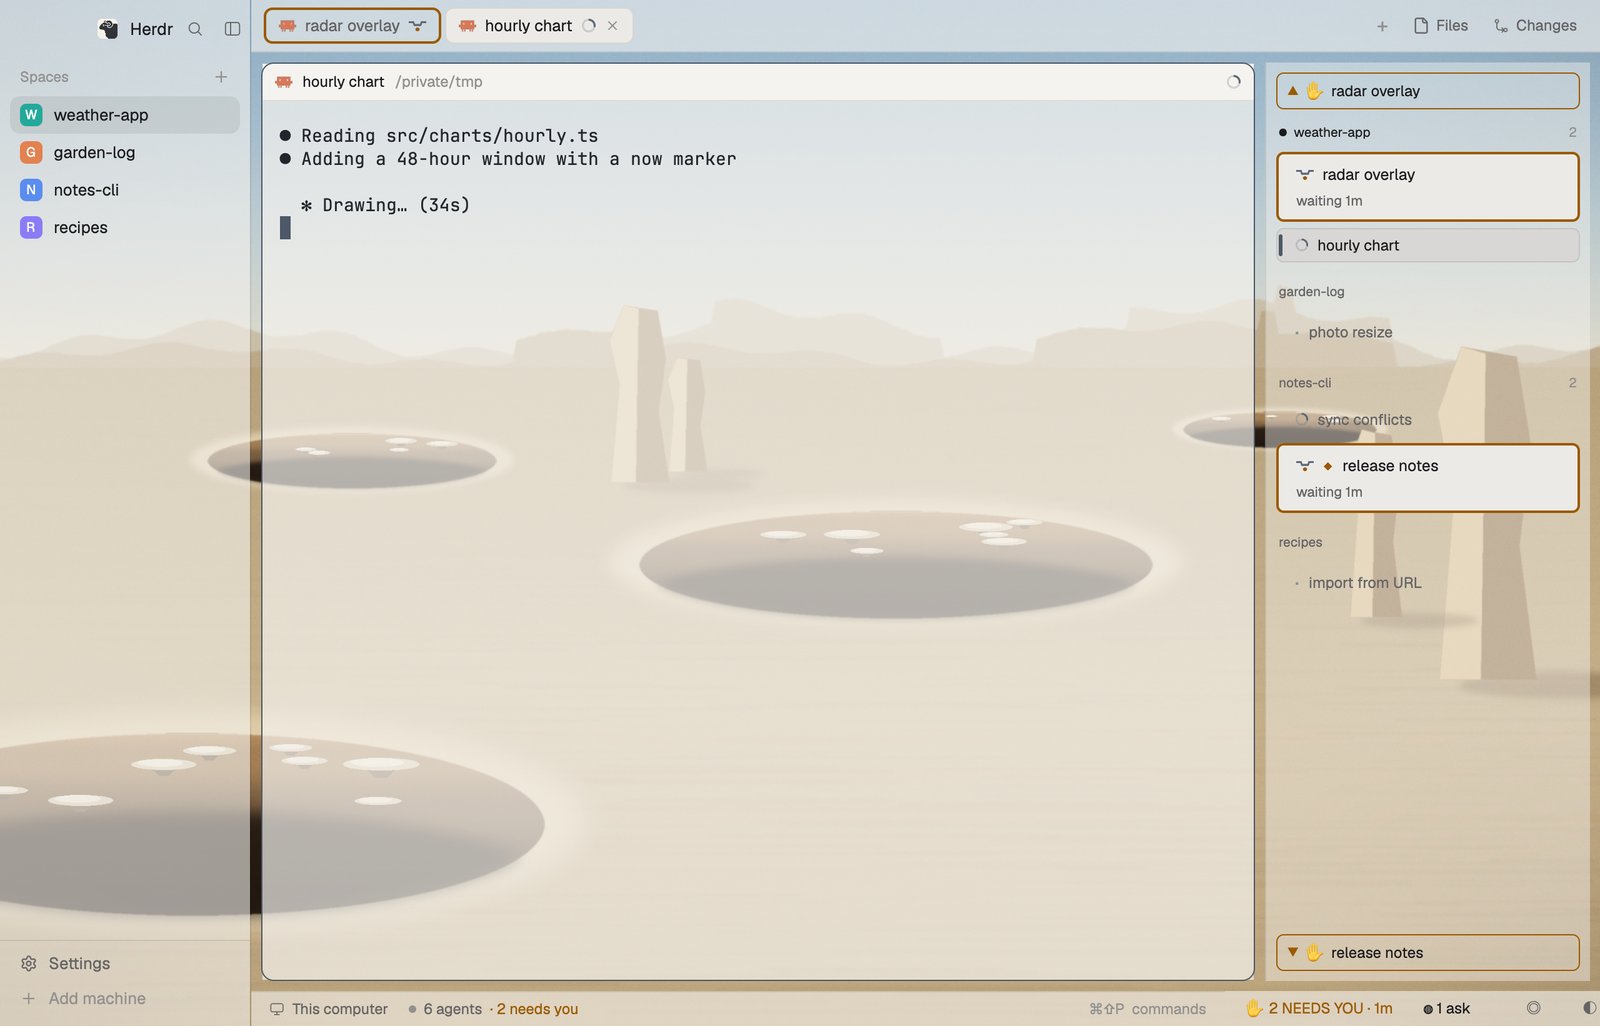 Herdr
Spaces
W weather-app
G garden-log
N notes-cli
R recipes
Settings
Add machine
radar overlay
hourly chart
Files
Changes
hourly chart /private/tmp
Reading src/charts/hourly.ts
Adding a 48-hour window with a now marker
* Drawing… (34s)
radar overlay
weather-app 2
radar overlay
waiting 1m
hourly chart
garden-log
photo resize
notes-cli 2
sync conflicts
release notes
waiting 1m
recipes
import from URL
release notes
This computer
6 agents · 2 needs you
⌘⇧P commands
2 NEEDS YOU · 1m
1 ask